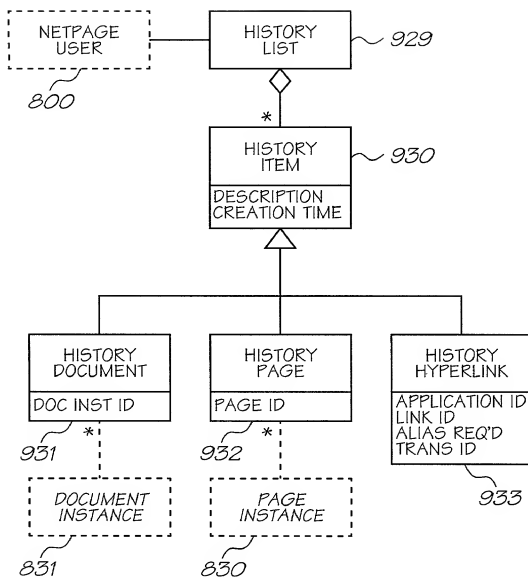 NETPAGE
USER
800
HISTORY
LIST
929
*
HISTORY
ITEM
930
DESCRIPTION
CREATION TIME
HISTORY
DOCUMENT
DOC INST ID
931
*
HISTORY
PAGE
PAGE ID
932
*
HISTORY
HYPERLINK
APPLICATION ID
LINK ID
ALIAS REQ'D
TRANS ID
933
DOCUMENT
INSTANCE
831
PAGE
INSTANCE
830